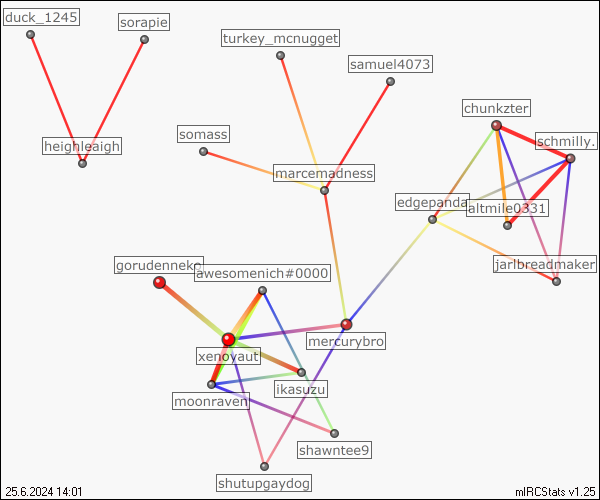 duck_1245
sorapie
turkey_mcnugget
samuel4073
chunkzter
somass
schmilly.
heighleaigh
marcemadness
edgepanda
altmile0331
gorudenneko
awesomenich#0000
jarlbreadmaker
mercurybro
xenoyaut
ikasuzu
moonraven
shawntee9
shutupgaydog
25.6.2024 14:01
mIRCStats v1.25